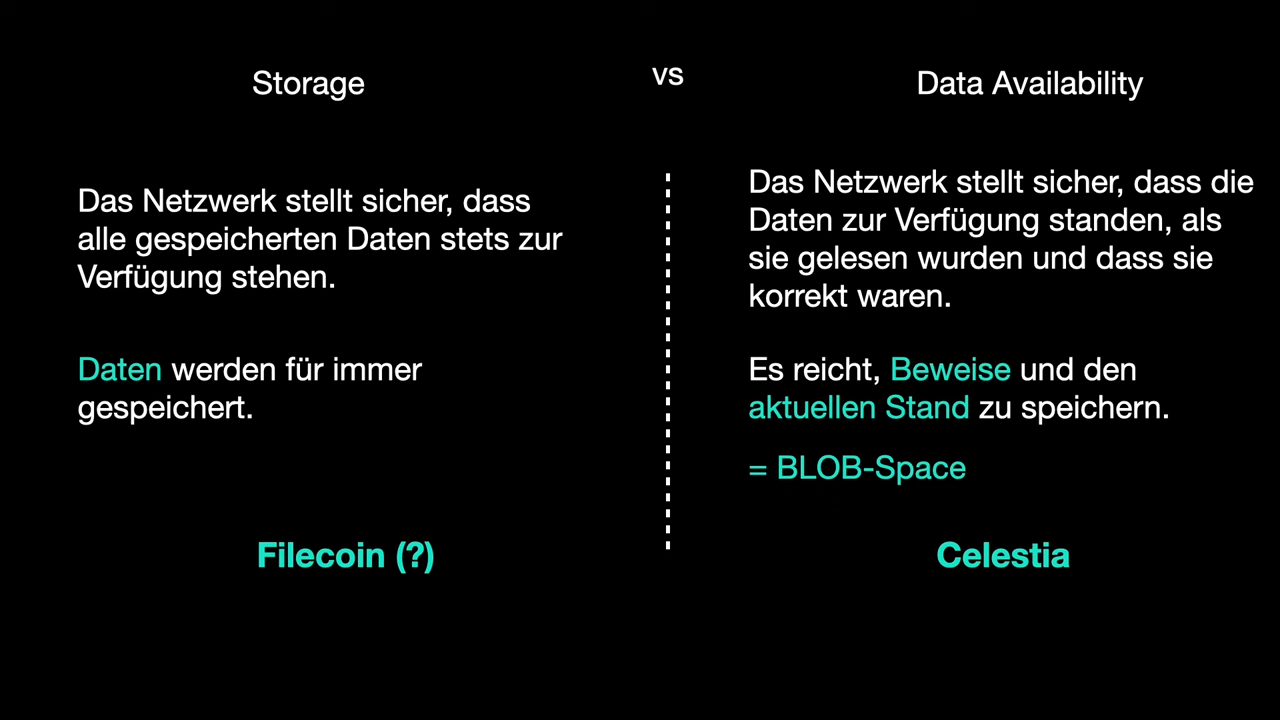 Storage
vs
Data Availability
Das Netzwerk stellt sicher, dass
alle gespeicherten Daten stets zur
Verfügung stehen.
Daten werden für immer
gespeichert.
Filecoin (?)
Das Netzwerk stellt sicher, dass die
Daten zur Verfügung standen, als
sie gelesen wurden und dass sie
korrekt waren.
Es reicht, Beweise und den
aktuellen Stand zu speichern.
= BLOB-Space
Celestia